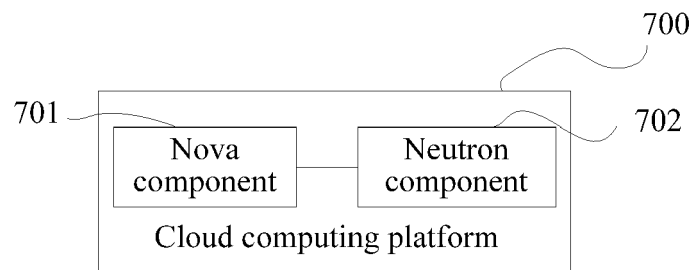 700
701
702
Nova
component
Neutron
component
Cloud computing platform